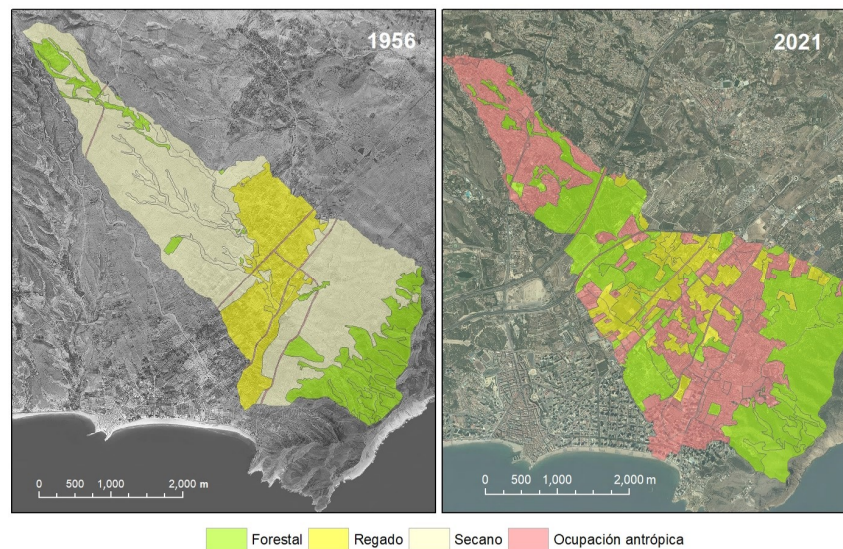 1956
2021
0 500 1,000 2,000 m
0 500 1,000 2,000 m
Forestal Regado Secano Ocupación antrópica